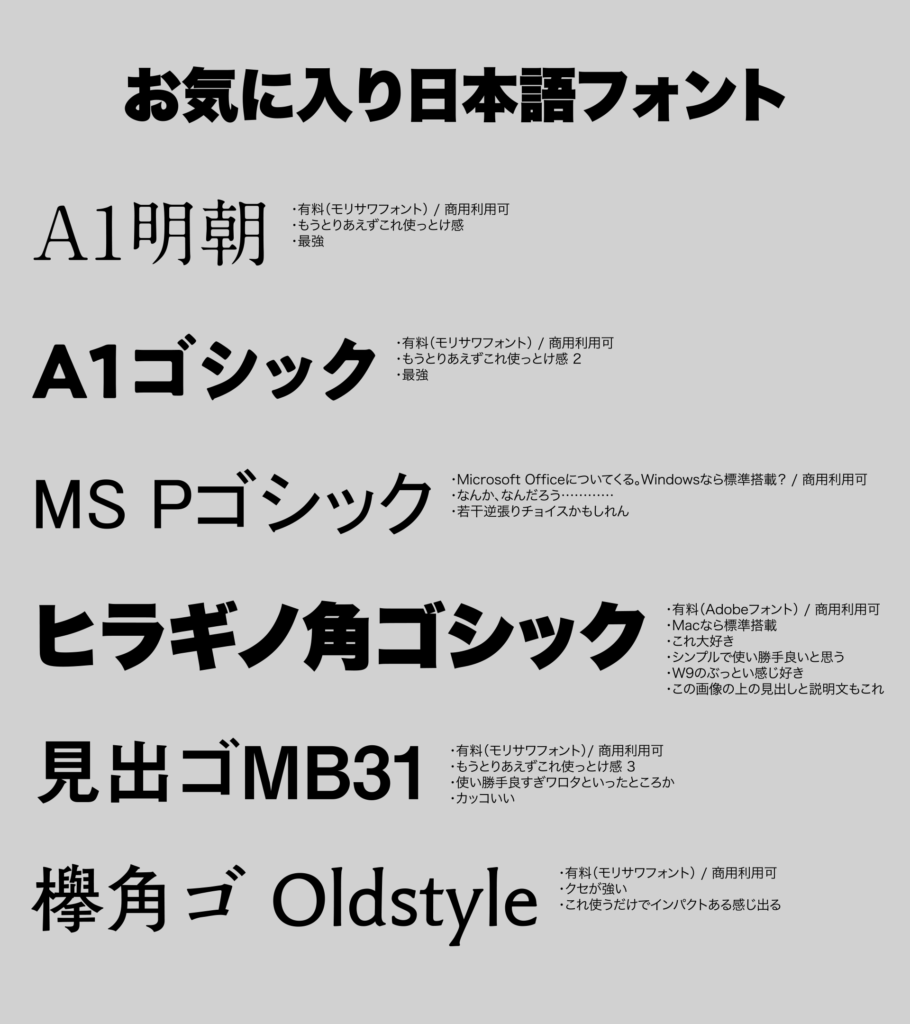 お気に入り日本語フォント
A1明朝
・有料（モリサワフォント） / 商用利用可
・もうとりあえずこれ使っとけ感
・最強
A1ゴシック
・有料（モリサワフォント） / 商用利用可
・もうとりあえずこれ使っとけ感 2
・最強
MS Pゴシック
・Microsoft Officeについてくる。Windowsなら標準搭載？ / 商用利用可
・なんか、なんだろう…………
・若干逆張りチョイスかもしれん
ヒラギノ角ゴシック
・有料（Adobeフォント） / 商用利用可
・Macなら標準搭載
・これ大好き
・シンプルで使い勝手良いと思う
・W9のぶっとい感じ好き
・この画像の上の見出しと説明文もこれ
見出ゴMB31
・有料（モリサワフォント）/ 商用利用可
・もうとりあえずこれ使っとけ感 3
・使い勝手良すぎワロタといったところか
・カッコいい
欅角ゴ Oldstyle
・有料（モリサワフォント） / 商用利用可
・クセが強い
・これ使うだけでインパクトある感じ出る